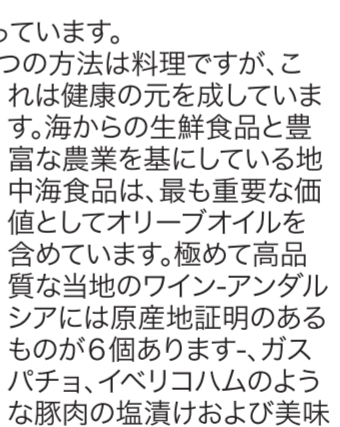 っています。
つの方法は料理ですが、こ
れは健康の元を成していま
す。海からの生鮮食品と豊
富な農業を基にしている地
中海食品は、最も重要な価
値としてオリーブオイルを
含めています。極めて高品
質な当地のワイン-アンダル
シアには原産地証明のある
ものが6個あります-、ガス
パチョ、イベリコハムのよう
な豚肉の塩漬けおよび美味